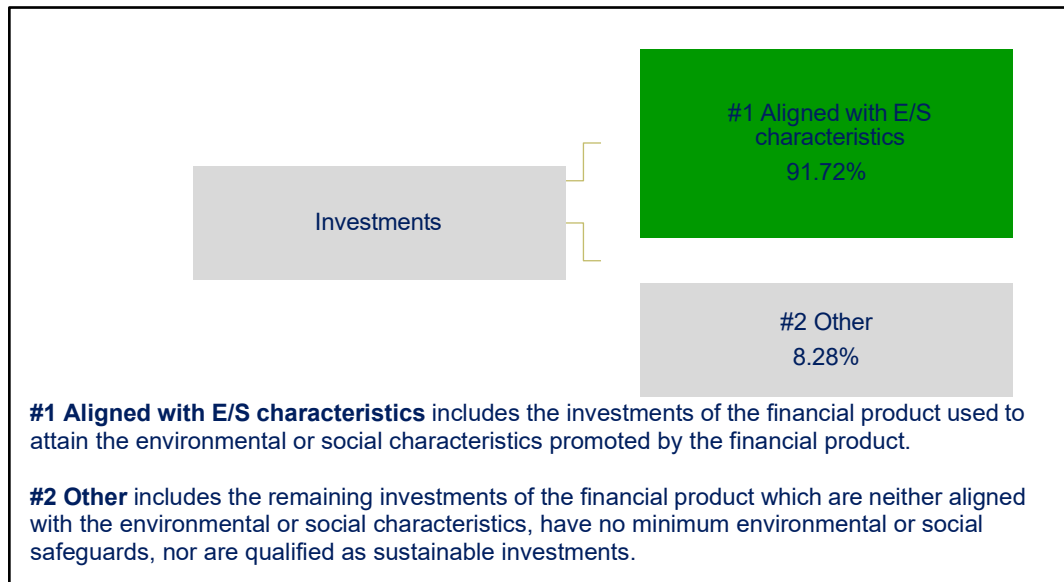 #1 Aligned with E/S
characteristics
91.72%
Investments
#2 Other
8.28%
#1 Aligned with E/S characteristics includes the investments of the financial product used to
attain the environmental or social characteristics promoted by the financial product.
#2 Other includes the remaining investments of the financial product which are neither aligned
with the environmental or social characteristics, have no minimum environmental or social
safeguards, nor are qualified as sustainable investments.